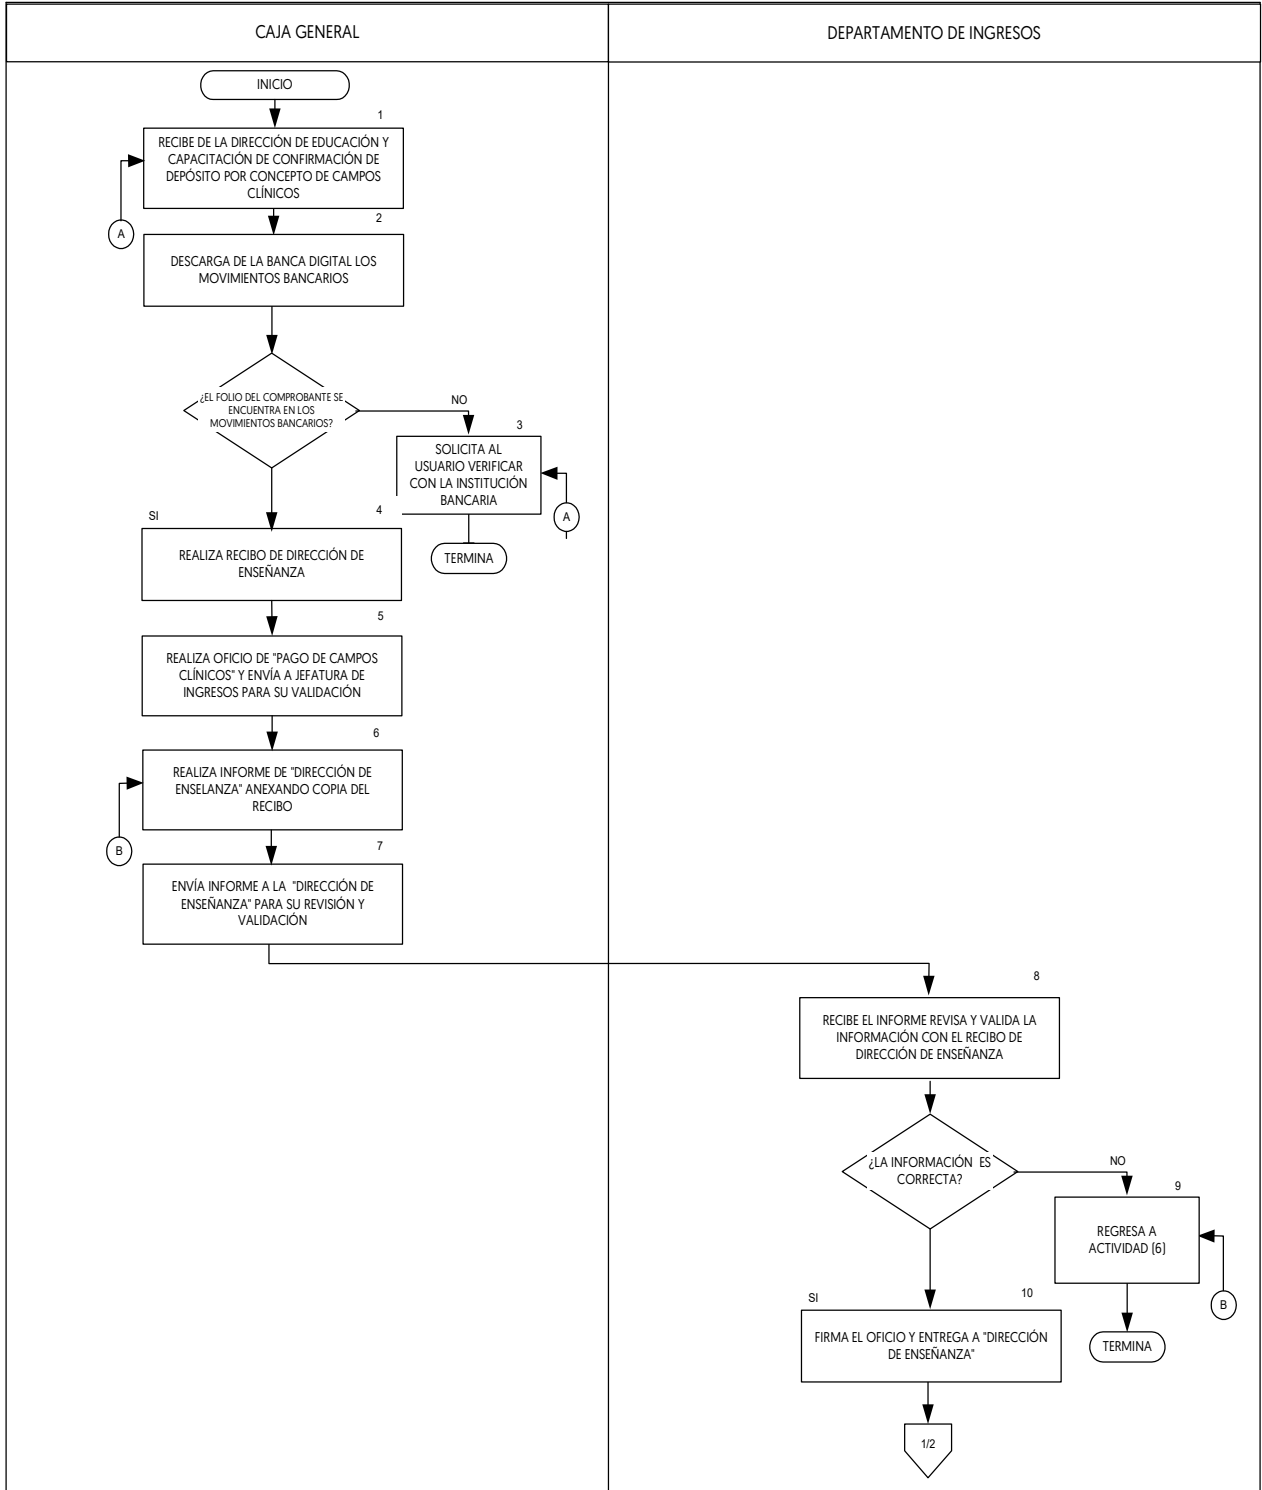 CAJA GENERAL
DEPARTAMENTO DE INGRESOS
INICIO
1
RECIBE DE LA DIRECCIÓN DE EDUCACIÓN Y
CAPACITACIÓN DE CONFIRMACIÓN DE
DEPÓSITO POR CONCEPTO DE CAMPOS
CLÍNICOS
A
2
DESCARGA DE LA BANCA DIGITAL LOS
MOVIMIENTOS BANCARIOS
¿EL FOLIO DEL COMPROBANTE SE
ENCUENTRA EN LOS
MOVIMIENTOS BANCARIOS?
NO
3
SOLICITA AL
USUARIO VERIFICAR
CON LA INSTITUCIÓN
BANCARIA
A
TERMINA
SI
4
REALIZA RECIBO DE DIRECCIÓN DE
ENSEÑANZA
5
REALIZA OFICIO DE "PAGO DE CAMPOS
CLÍNICOS" Y ENVÍA A JEFATURA DE
INGRESOS PARA SU VALIDACIÓN
6
REALIZA INFORME DE "DIRECCIÓN DE
ENSELANZA" ANEXANDO COPIA DEL
RECIBO
B
7
ENVÍA INFORME A LA "DIRECCIÓN DE
ENSEÑANZA" PARA SU REVISIÓN Y
VALIDACIÓN
8
RECIBE EL INFORME REVISA Y VALIDA LA
INFORMACIÓN CON EL RECIBO DE
DIRECCIÓN DE ENSEÑANZA
¿LA INFORMACIÓN ES
CORRECTA?
NO
9
REGRESA A
ACTIVIDAD (6)
B
TERMINA
SI
10
FIRMA EL OFICIO Y ENTREGA A "DIRECCIÓN
DE ENSEÑANZA"
1/2